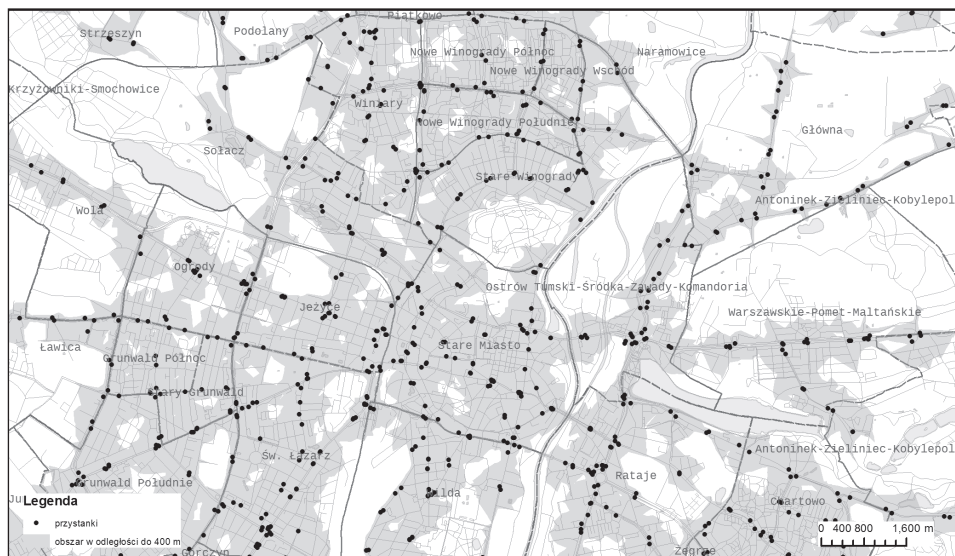 Piątkowo
Strzeszyn
Podolany
Nowe Winogrady Północ
Naramowice
Nowe Winogrady Wschód
Krzyżowniki-Smochowice
Winiary
Nowe Winogrady Południe
Główna
Sołacz
Stare Winogrady
Antoninek-Zieliniec-Kobylepol
Wola
Ogrody
Ostrów Tumski-Śródka-Zawady-Komandoria
Jeżyce
Warszawskie-Pomet-Maltańskie
Ławica
Stare Miasto
Grunwald Północ
Stary Grunwald
Antoninek-Zieliniec-Kobylepol
Św. Łazarz
Rataje
Grunwald Południe
Wilda
Chartowo
Ju
Legenda
przystanki
obszar w odległości do 400 m
0 400 800 1,600 m
Górczyn
Żegrze